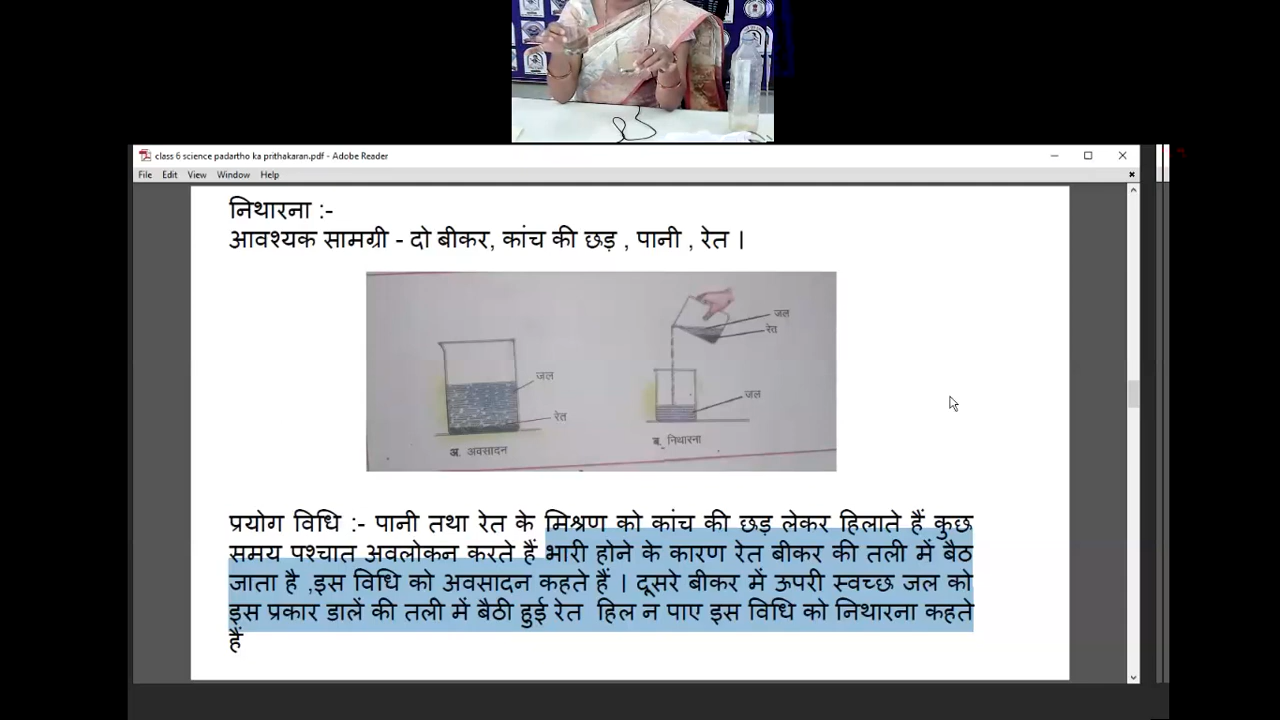 class 6 science padartho ka prithakaran.pdf - Adobe Reader
File Edit View Window Help
निथारना :-
आवश्यक सामग्री - दो बीकर, कांच की छड़ , पानी , रेत ।
जल
रेत
जल
रेत
जल
अ. अवसादन
ब. निथारना
प्रयोग विधि :- पानी तथा रेत के मिश्रण को कांच की छड़ लेकर हिलाते हैं कुछ
समय पश्चात अवलोकन करते हैं भारी होने के कारण रेत बीकर की तली में बैठ
जाता है ,इस विधि को अवसादन कहते हैं । दूसरे बीकर में ऊपरी स्वच्छ जल को
इस प्रकार डालें की तली में बैठी हुई रेत हिल न पाए इस विधि को निथारना कहते
हैं